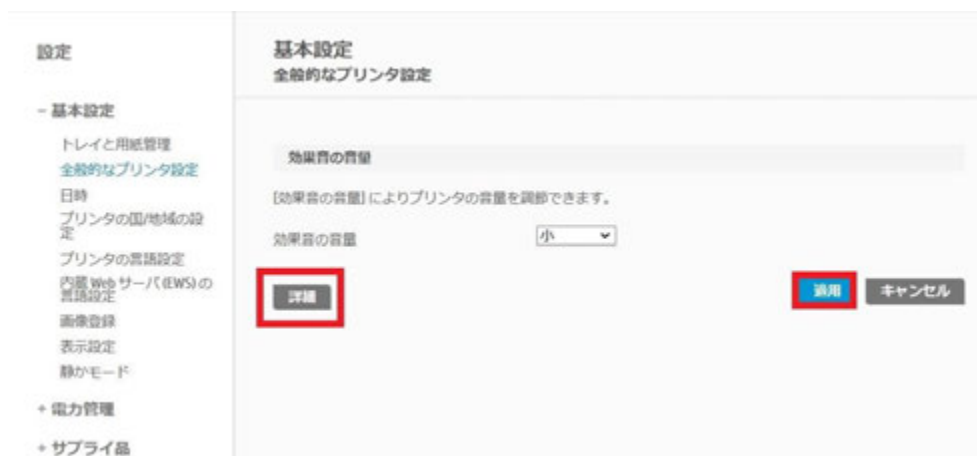 設定
基本設定
全般的なプリンタ設定
− 基本設定
トレイと用紙管理
全般的なプリンタ設定
日時
プリンタの国/地域の設
定
プリンタの言語設定
内蔵 Web サーバ (EWS) の
言語設定
画像登録
表示設定
静かモード
+ 電力管理
+ サプライ品
効果音の音量
[効果音の音量] によりプリンタの音量を調節できます。
効果音の音量
小
詳細
適用
キャンセル